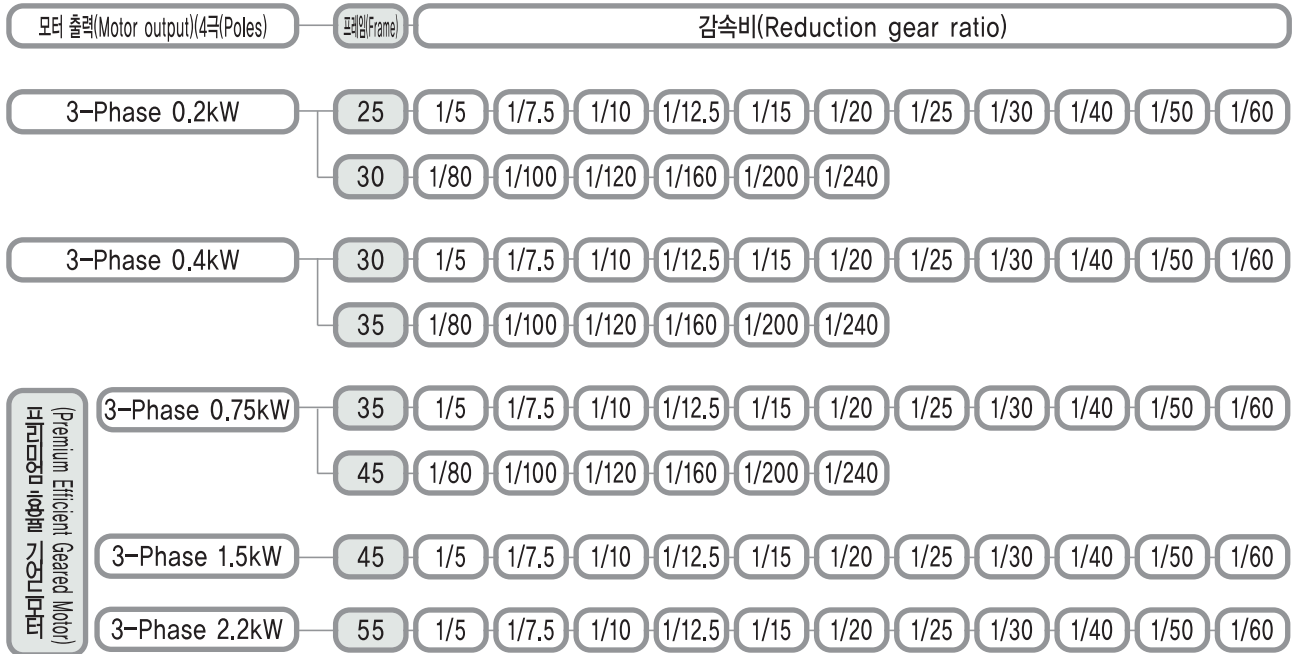 모터 출력(Motor output)(4극(Poles) 프레임(Frame) 감속비(Reduction gear ratio)
3-Phase 0.2kW 25 1/5 1/7.5 1/10 1/12.5 1/15 1/20 1/25 1/30 1/40 1/50 1/60
30 1/80 1/100 1/120 1/160 1/200 1/240
3-Phase 0.4kW 30 1/5 1/7.5 1/10 1/12.5 1/15 1/20 1/25 1/30 1/40 1/50 1/60
35 1/80 1/100 1/120 1/160 1/200 1/240
프리미엄 효율 기어드모터
(Premium Efficient Geared Motor)
3-Phase 0.75kW 35 1/5 1/7.5 1/10 1/12.5 1/15 1/20 1/25 1/30 1/40 1/50 1/60
45 1/80 1/100 1/120 1/160 1/200 1/240
3-Phase 1.5kW 45 1/5 1/7.5 1/10 1/12.5 1/15 1/20 1/25 1/30 1/40 1/50 1/60
3-Phase 2.2kW 55 1/5 1/7.5 1/10 1/12.5 1/15 1/20 1/25 1/30 1/40 1/50 1/60